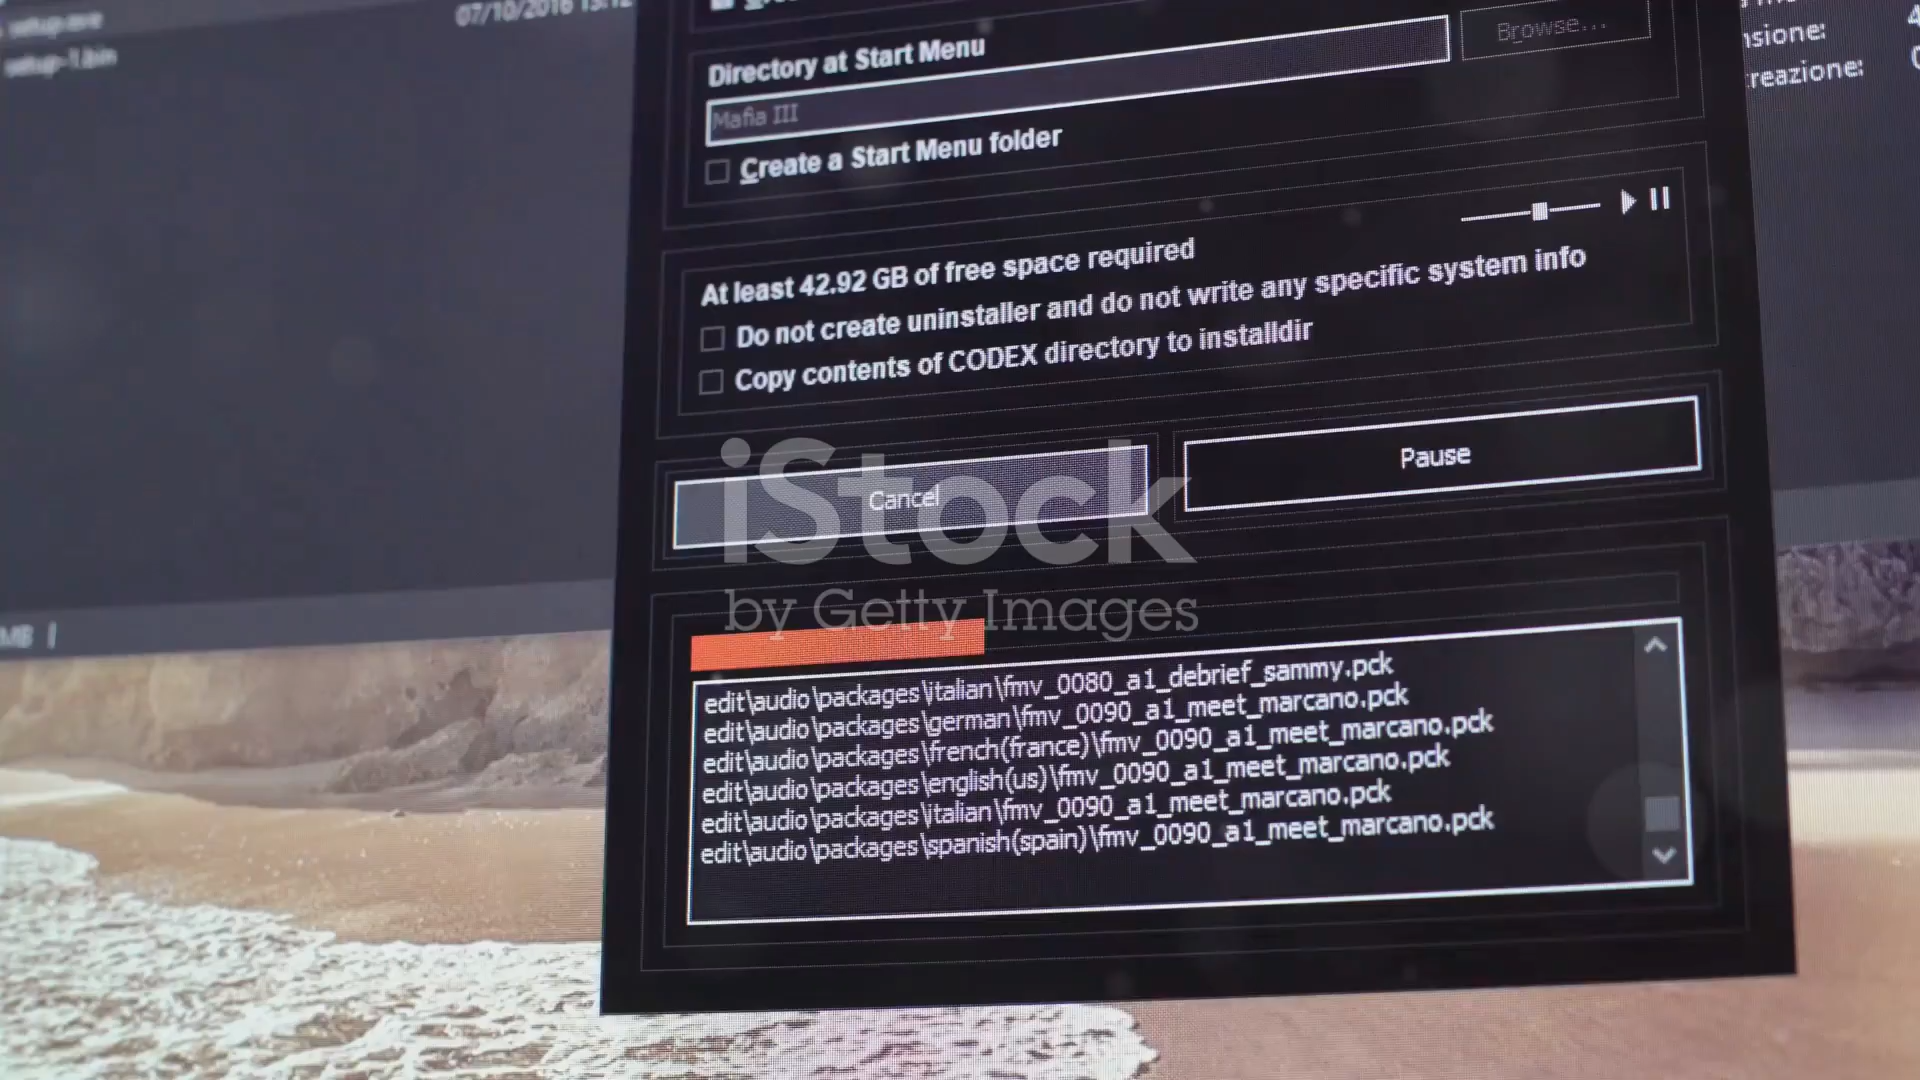 setup.exe
07/10/2016 13:12
setup-1.bin
Directory at Start Menu
Mafia III
Browse...
Create a Start Menu folder
At least 42.92 GB of free space required
Do not create uninstaller and do not write any specific system info
Copy contents of CODEX directory to installdir
Cancel
Pause
iStock
by Getty Images
MB
edit\audio\packages\italian\fmv_0080_a1_debrief_sammy.pck
edit\audio\packages\german\fmv_0090_a1_meet_marcano.pck
edit\audio\packages\french(france)\fmv_0090_a1_meet_marcano.pck
edit\audio\packages\english(us)\fmv_0090_a1_meet_marcano.pck
edit\audio\packages\italian\fmv_0090_a1_meet_marcano.pck
edit\audio\packages\spanish(spain)\fmv_0090_a1_meet_marcano.pck
nsione:
reazione: